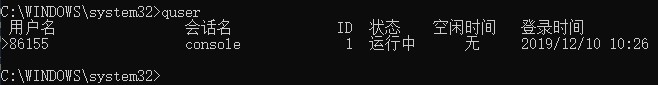 C:\WINDOWS\system32>quser
用户名 会话名 ID 状态 空闲时间 登录时间
>86155 console 1 运行中 无 2019/12/10 10:26
C:\WINDOWS\system32>